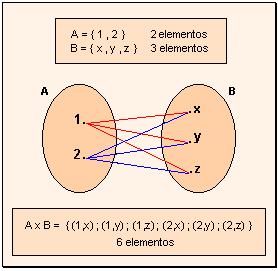 A = { 1 , 2 } 2 elementos
B = { x , y , z } 3 elementos
A B
1 x
y
2
z
A x B = { (1,x) ; (1,y) ; (1,z) ; (2,x) ; (2,y) ; (2,z) }
6 elementos